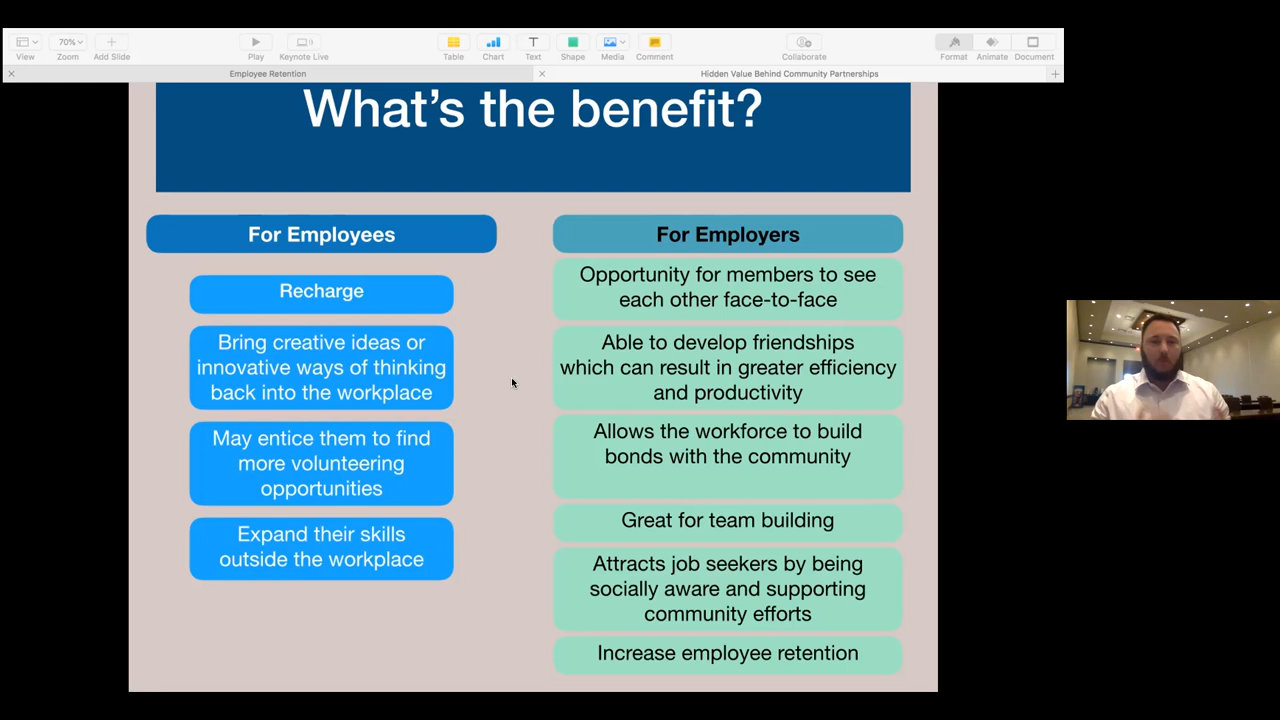 View
Zoom
Add Slide
Play
Keynote Live
Table
Chart
Text
Shape
Media
Comment
Collaborate
Format
Animate
Document
70%
T
Employee Retention
Hidden Value Behind Community Partnerships
What's the benefit?
For Employees
Recharge
Bring creative ideas or
innovative ways of thinking
back into the workplace
May entice them to find
more volunteering
opportunities
Expand their skills
outside the workplace
For Employers
Opportunity for members to see
each other face-to-face
Able to develop friendships
which can result in greater efficiency
and productivity
Allows the workforce to build
bonds with the community
Great for team building
Attracts job seekers by being
socially aware and supporting
community efforts
Increase employee retention